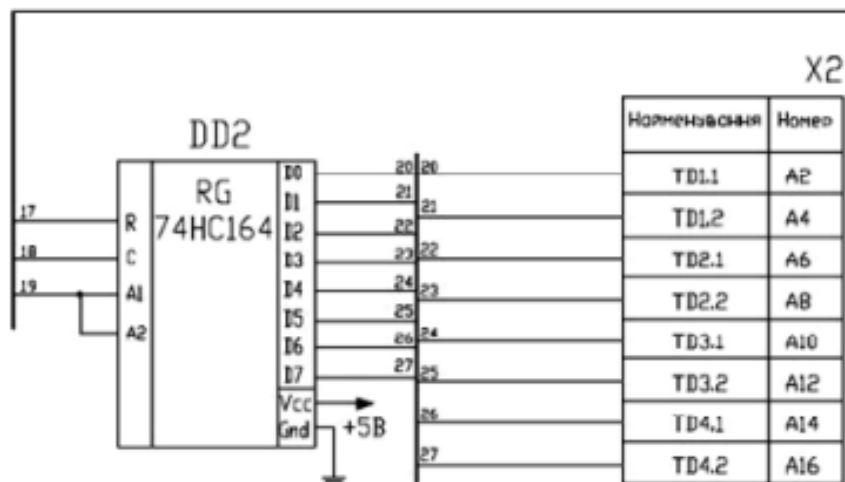 X2
Найменування Номер
DD2
RG
74HC164
R
C
A1
A2
D0
D1
D2
D3
D4
D5
D6
D7
Vcc
Gnd
+5В
17
18
19
20
21
22
23
24
25
26
27
20
21
22
23
24
25
26
27
TD1.1 A2
TD1.2 A4
TD2.1 A6
TD2.2 A8
TD3.1 A10
TD3.2 A12
TD4.1 A14
TD4.2 A16